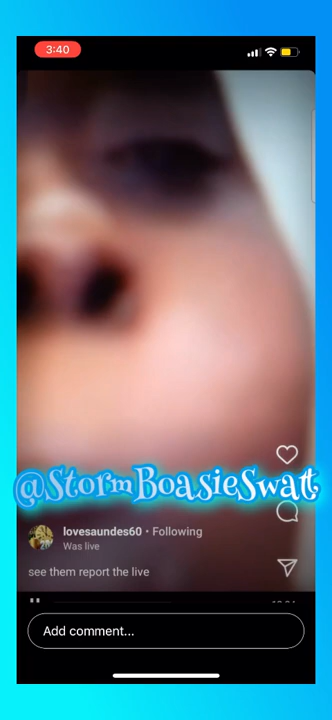 3:40
@StormBoasieSwatt
lovesaundes60 • Following
Was live
see them report the live
Add comment...